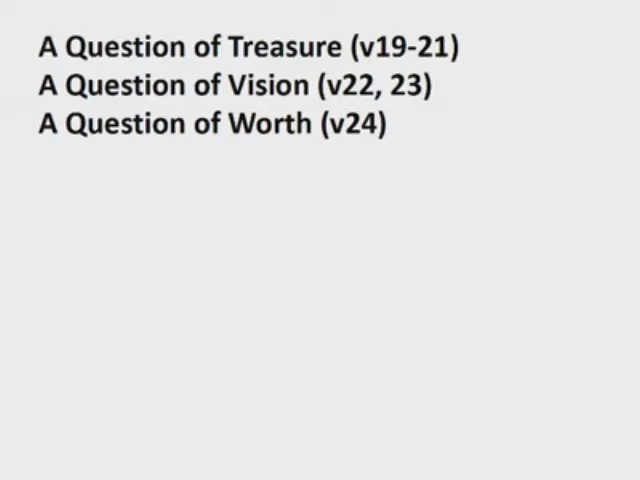 A Question of Treasure (v19-21)
A Question of Vision (v22, 23)
A Question of Worth (v24)